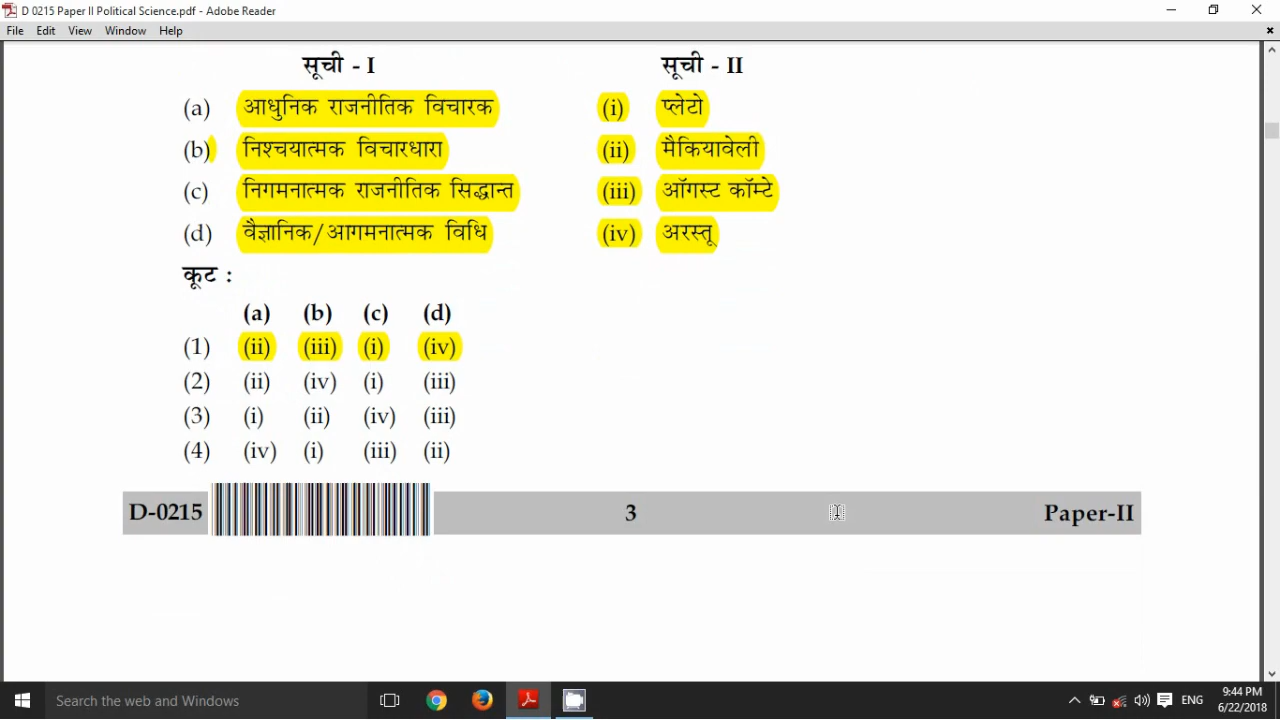 D 0215 Paper II Political Science.pdf - Adobe Reader
File Edit View Window Help
सूची - I सूची - II
(a) आधुनिक राजनीतिक विचारक (i) प्लेटो
(b) निश्चयात्मक विचारधारा (ii) मैकियावेली
(c) निगमनात्मक राजनीतिक सिद्धान्त (iii) ऑगस्ट कॉम्टे
(d) वैज्ञानिक/आगमनात्मक विधि (iv) अरस्तू
कूट :
(a) (b) (c) (d)
(1) (ii) (iii) (i) (iv)
(2) (ii) (iv) (i) (iii)
(3) (i) (ii) (iv) (iii)
(4) (iv) (i) (iii) (ii)
D-0215 3 Paper-II
Search the web and Windows ENG 9:44 PM
6/22/2018